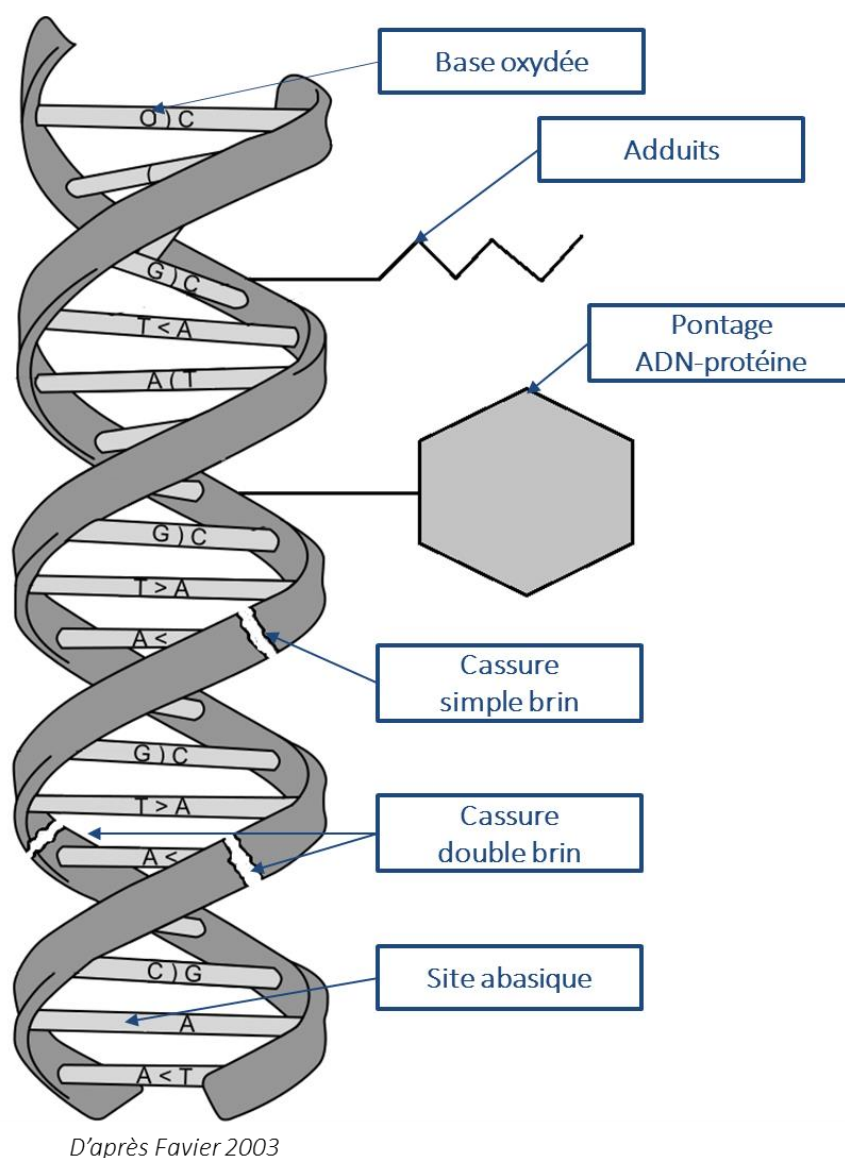 Base oxydée
O ) C
Adduits
G ) C
T < A
Pontage
ADN-protéine
A ( T
G ) C
T > A
A <
Cassure
simple brin
G ) C
T > A
Cassure
double brin
A <
C ) G
Site abasique
A
A < T
D'après Favier 2003